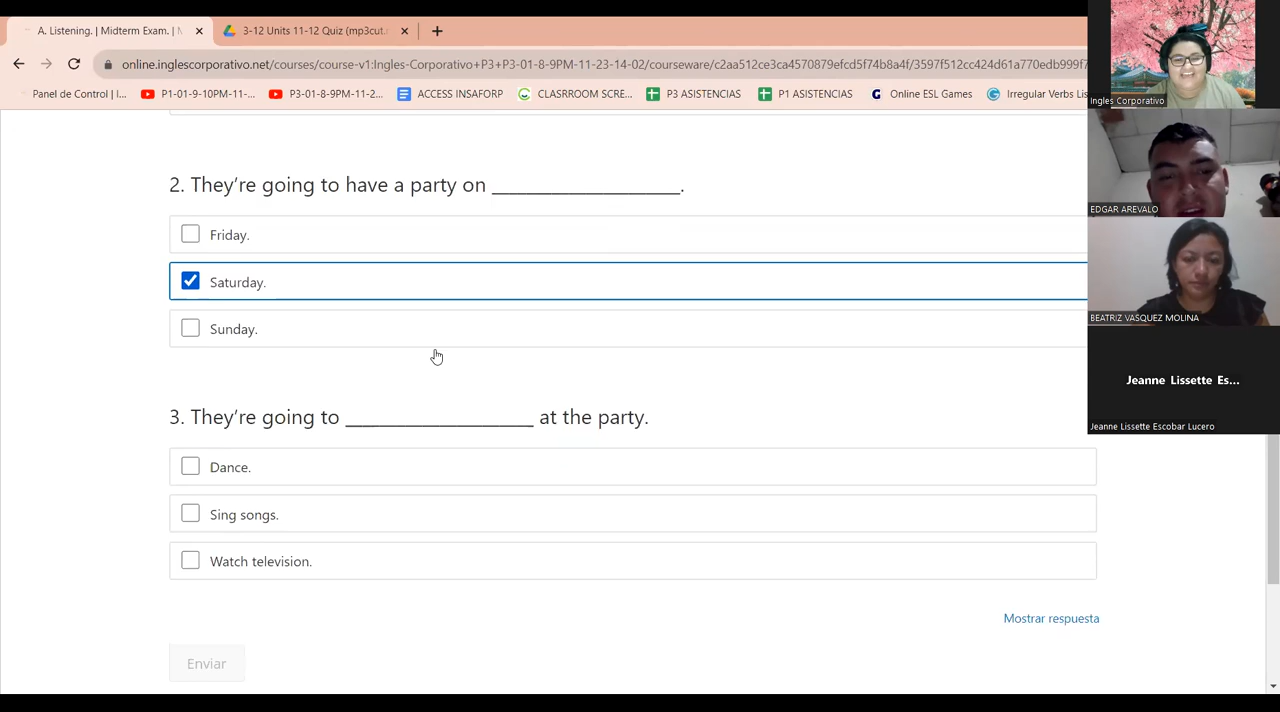 A. Listening. | Midterm Exam. |
3-12 Units 11-12 Quiz (mp3cut.
online.inglescorporativo.net/courses/course-v1:Ingles-Corporativo+P3+P3-01-8-9PM-11-23-14-02/courseware/c2aa512ce3ca4570879efcd5f74b8a4f/3597f512cc424d61a770edb999f7
Panel de Control | I... P1-01-9-10PM-11-... P3-01-8-9PM-11-2... ACCESS INSAFORP CLASRROOM SCRE... P3 ASISTENCIAS P1 ASISTENCIAS Online ESL Games Irregular Verbs Lis
Ingles Corporativo
EDGAR AREVALO
BEATRIZ VASQUEZ MOLINA
Jeanne Lissette Es...
Jeanne Lissette Escobar Lucero
2. They’re going to have a party on ____________________.
Friday.
Saturday.
Sunday.
3. They’re going to ____________________ at the party.
Dance.
Sing songs.
Watch television.
Mostrar respuesta
Enviar